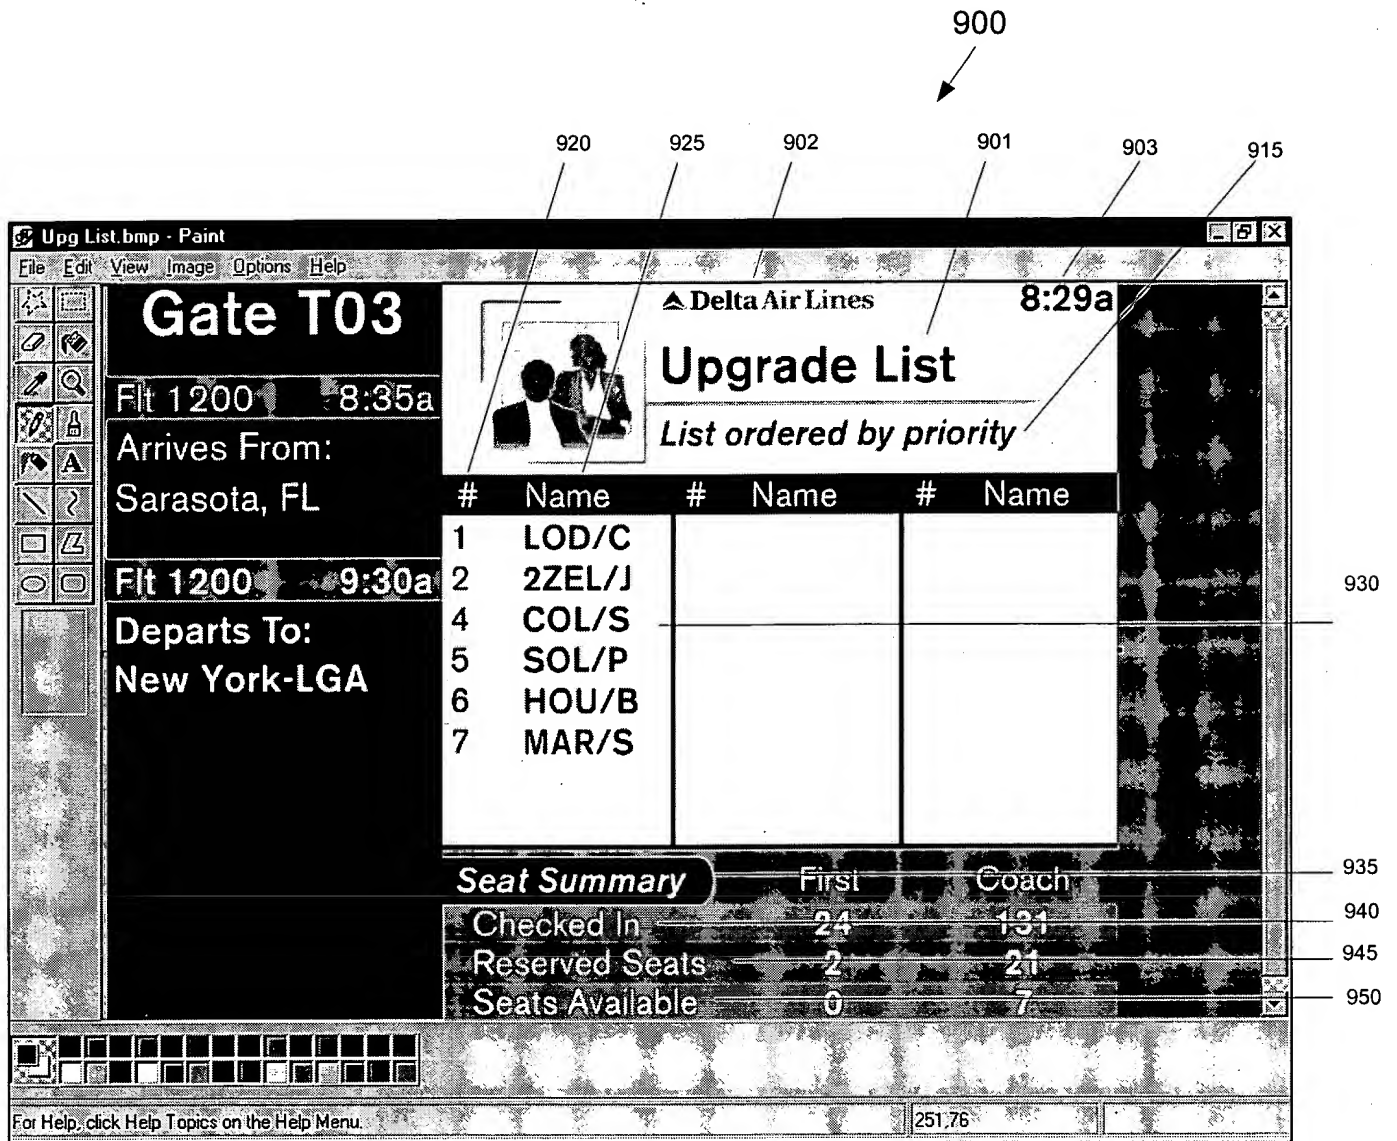 900
920 925 902 901 903 915
Upg List.bmp - Paint
File Edit View Image Options Help
Gate T03
Flt 1200 8:35a
Arrives From:
Sarasota, FL
Flt 1200 9:30a
Departs To:
New York-LGA
Delta Air Lines 8:29a
Upgrade List
List ordered by priority
# Name # Name # Name
1 LOD/C
2 2ZEL/J
4 COL/S
5 SOL/P
6 HOU/B
7 MAR/S
930
Seat Summary First Coach 935
Checked In 24 131 940
Reserved Seats 2 21 945
Seats Available 0 7 950
For Help, click Help Topics on the Help Menu. 251,76